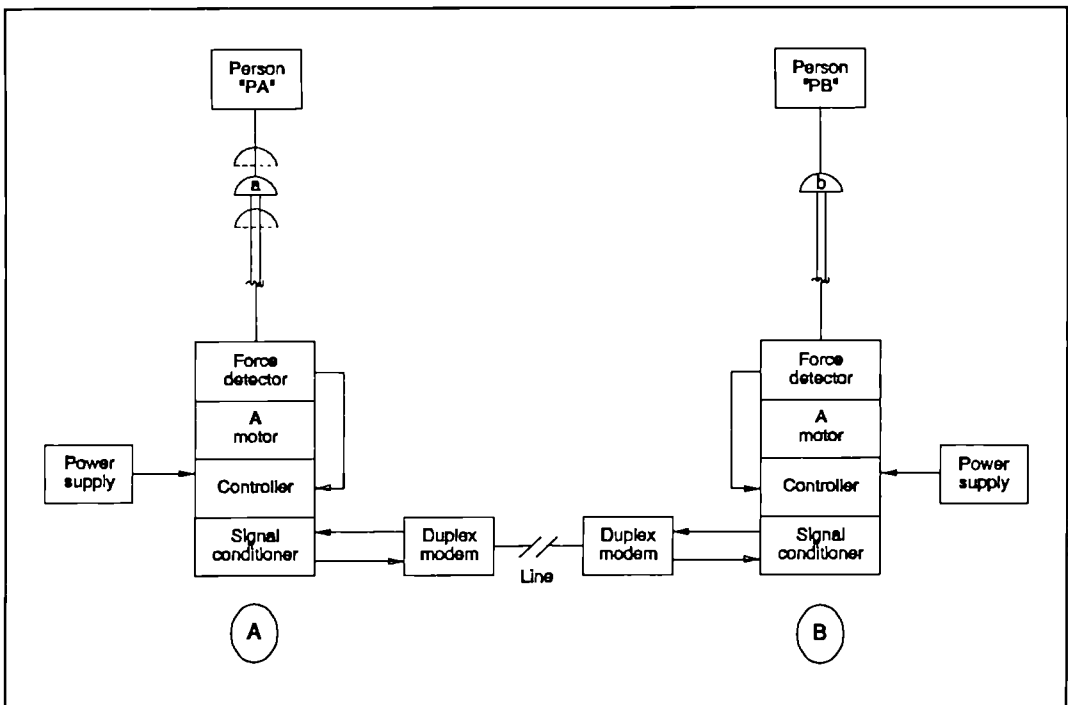 Person
"PA"
Person
"PB"
a
b
Force
detector
A
motor
Controller
Signal
conditioner
Power
supply
Duplex
modem
Line
Duplex
modem
Force
detector
A
motor
Controller
Signal
conditioner
Power
supply
A
B